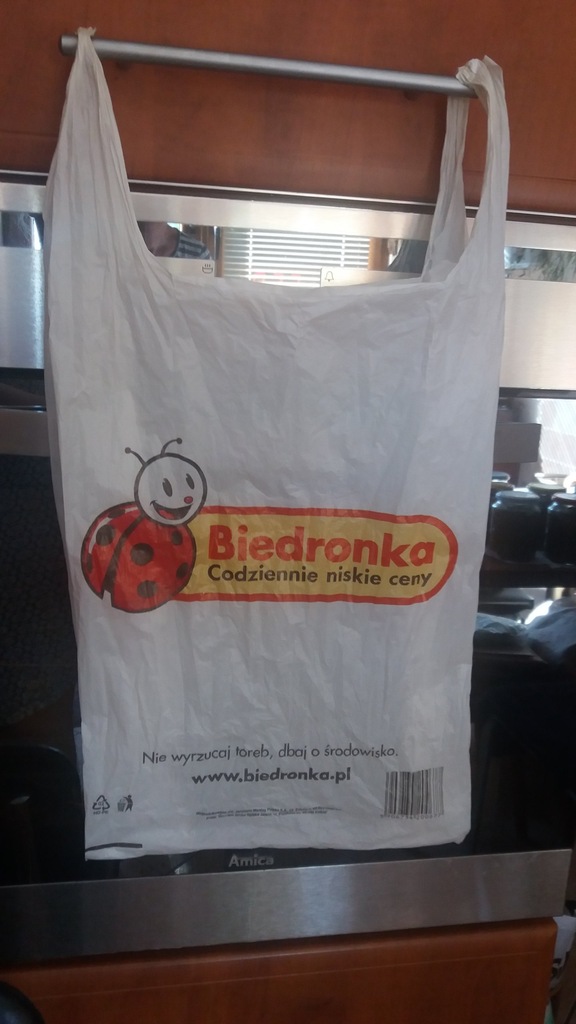 Biedronka
Codziennie niskie ceny
Nie wyrzucaj toreb, dbaj o środowisko.
www.biedronka.pl
Amica